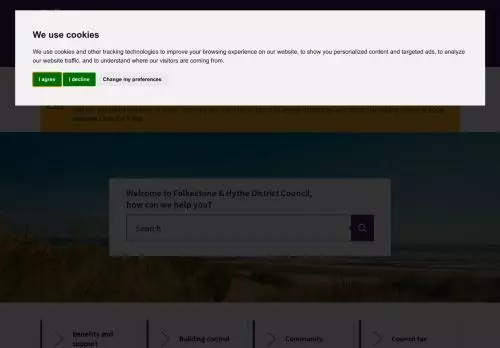 We use cookies
We use cookies and other tracking technologies to improve your browsing experience on our website, to show you personalized content and targeted ads, to analyze
our website traffic, and to understand where our visitors are coming from.
I agree
I decline
Change my preferences
Welcome to Folkestone & Hythe District Council,
how can we help you?
Search
Benefits and
support
Building control
Community
Council tax